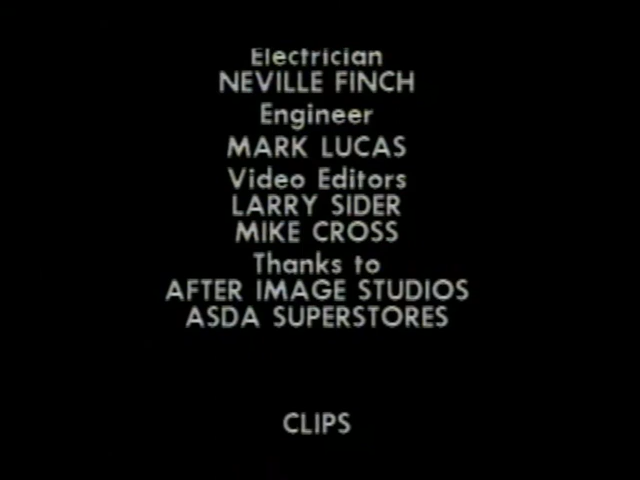 Electrician
NEVILLE FINCH
Engineer
MARK LUCAS
Video Editors
LARRY SIDER
MIKE CROSS
Thanks to
AFTER IMAGE STUDIOS
ASDA SUPERSTORES
CLIPS